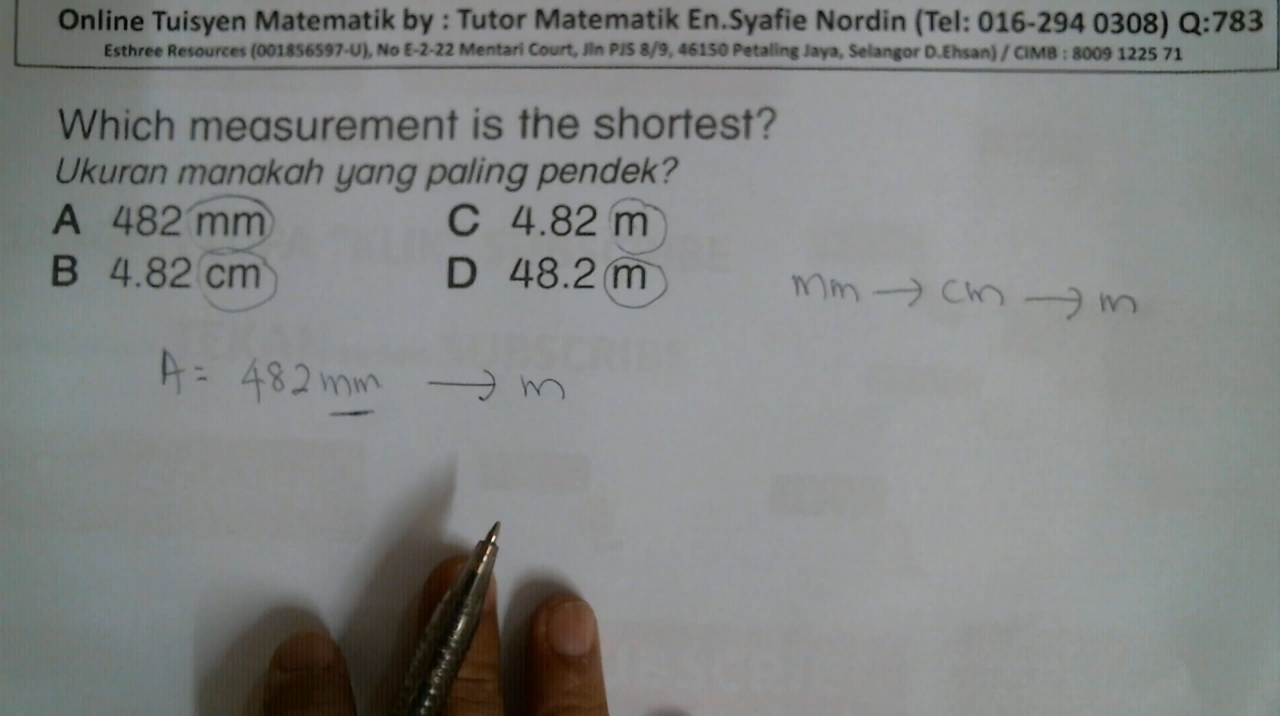 Online Tuisyen Matematik by : Tutor Matematik En.Syafie Nordin (Tel: 016-294 0308) Q:783
Esthree Resources (001856597-U), No E-2-22 Mentari Court, Jln PJS 8/9, 46150 Petaling Jaya, Selangor D.Ehsan) / CIMB : 8009 1225 71
Which measurement is the shortest?
Ukuran manakah yang paling pendek?
A 482 mm
B 4.82 cm
C 4.82 m
D 48.2 m
mm → cm → m
A = 482 mm → m